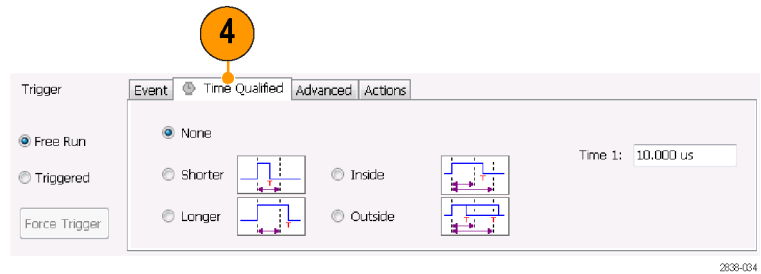 4
Trigger
Event Time Qualified Advanced Actions
Free Run
Triggered
Force Trigger
None
Shorter T Inside T
Longer T Outside T T
Time 1: 10.000 us
2838-034